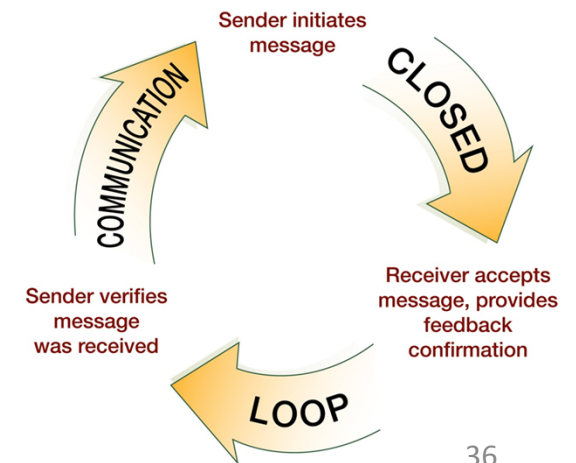 Sender initiates
message
CLOSED
Receiver accepts
message, provides
feedback
confirmation
LOOP
Sender verifies
message
was received
COMMUNICATION
36